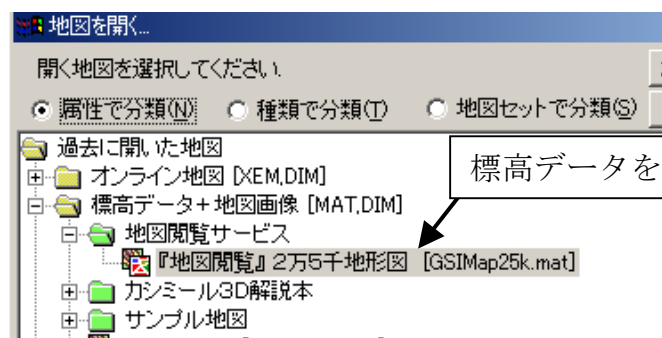 地図を開く...
開く地図を選択してください.
属性で分類(N) 種類で分類(T) 地図セットで分類(S)
過去に開いた地図
標高データを
オンライン地図 [XEM,DIM]
標高データ+地図画像 [MAT,DIM]
地図閲覧サービス
『地図閲覧』2万5千地形図 [GSIMap25k.mat]
カシミール3D解説本
サンプル地図